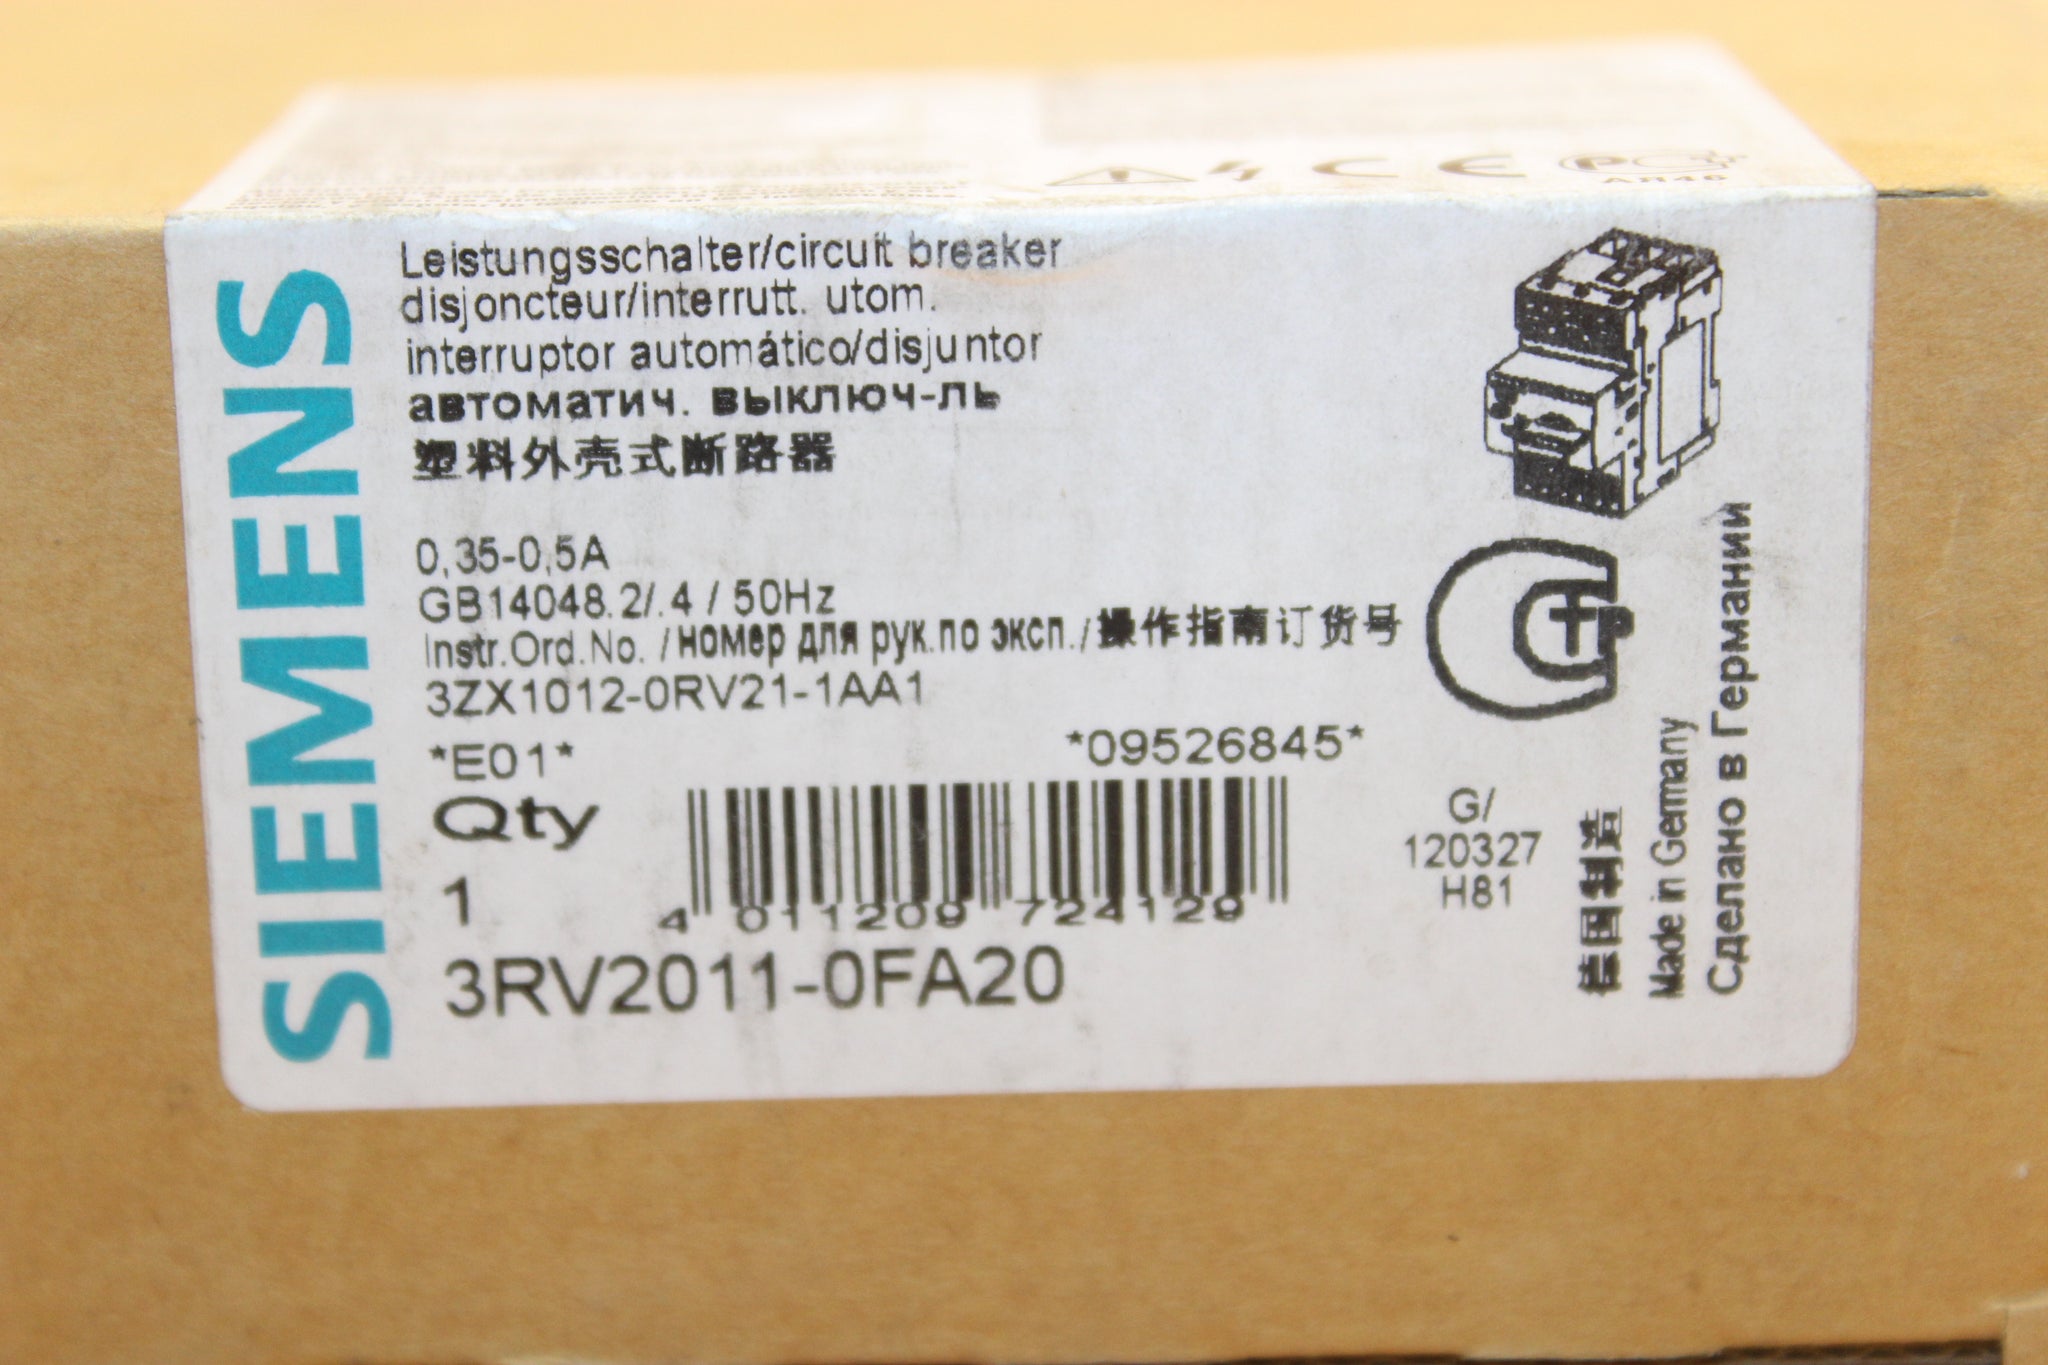 SIEMENS
АЯ46
Leistungsschalter/circuit breaker
disjoncteur/interrutt. utom.
interruptor automático/disjuntor
автоматич. выключ-ль
塑料外壳式断路器
0,35-0,5A
GB14048.2/.4 / 50Hz
Instr.Ord.No. /номер для рук.по эксп./操作指南订货号
3ZX1012-0RV21-1AA1
*E01* *09526845*
Qty
1
4 011209 724129
3RV2011-0FA20
G/
120327
H81
德国制造
Made in Germany
Сделано в Германии